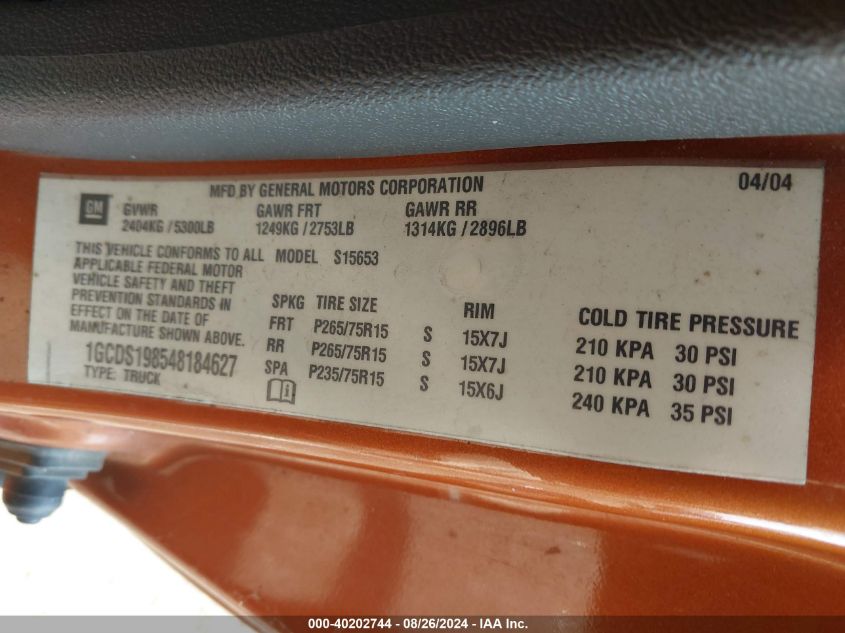 MFD BY GENERAL MOTORS CORPORATION 04/04
GM GVWR GAWR FRT GAWR RR
2404KG / 5300LB 1249KG / 2753LB 1314KG / 2896LB
THIS VEHICLE CONFORMS TO ALL MODEL S15653
APPLICABLE FEDERAL MOTOR
VEHICLE SAFETY AND THEFT
PREVENTION STANDARDS IN
EFFECT ON THE DATE OF
MANUFACTURE SHOWN ABOVE.
1GCDS198548184627
TYPE: TRUCK
SPKG TIRE SIZE RIM COLD TIRE PRESSURE
FRT P265/75R15 S 15X7J 210 KPA 30 PSI
RR P265/75R15 S 15X7J 210 KPA 30 PSI
SPA P235/75R15 S 15X6J 240 KPA 35 PSI
000-40202744 - 08/26/2024 - IAA Inc.